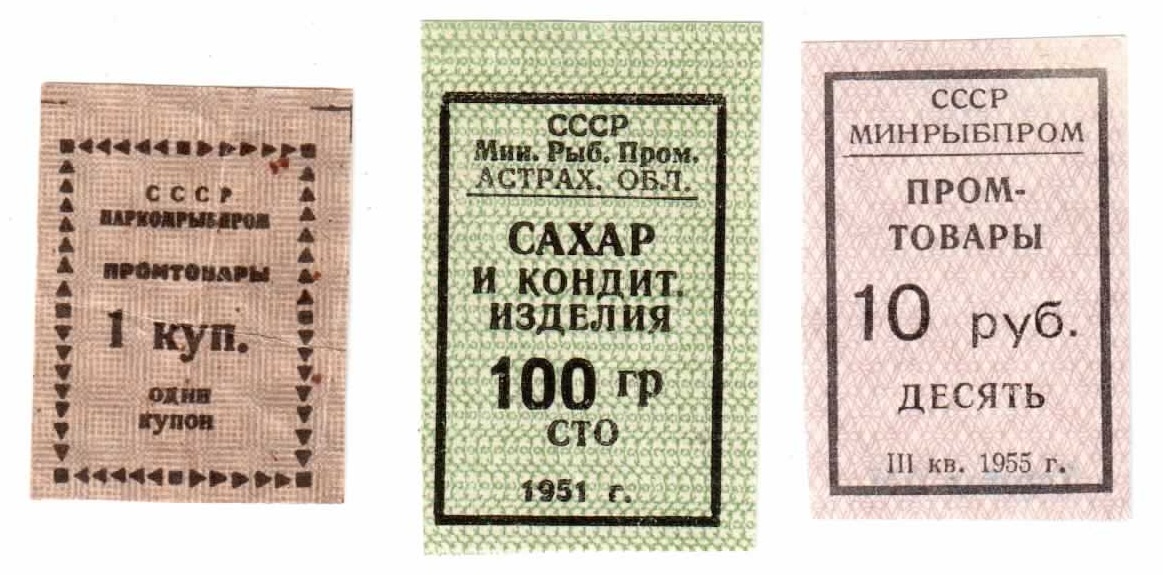 С С С Р
НАРКОМРЫБПРОМ
ПРОМТОВАРЫ
1 куп.
ОДИН
купон
СССР
Мин. Рыб. Пром.
АСТРАХ. ОБЛ.
САХАР
И КОНДИТ.
ИЗДЕЛИЯ
100 гр
СТО
1951 г.
СССР
МИНРЫБПРОМ
ПРОМ-
ТОВАРЫ
10 руб.
ДЕСЯТЬ
III кв. 1955 г.